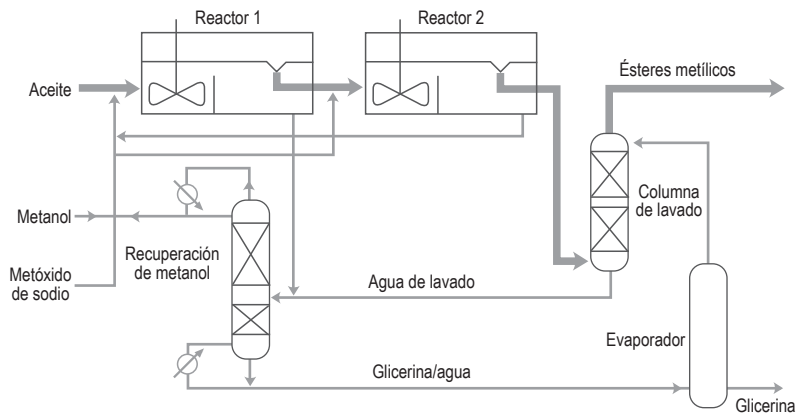 Reactor 1
Reactor 2
Aceite
Ésteres metílicos
Columna
de lavado
Metanol
Recuperación
de metanol
Metóxido
de sodio
Agua de lavado
Evaporador
Glicerina/agua
Glicerina